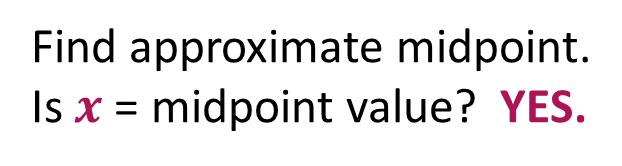 Find approximate midpoint.
Is x = midpoint value? YES.